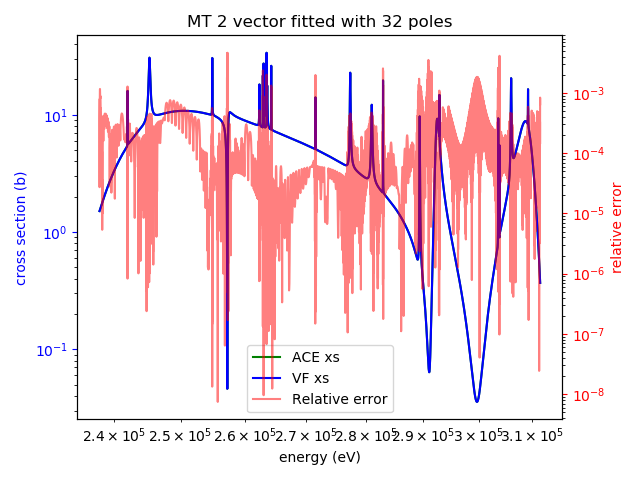 MT 2 vector fitted with 32 poles
10¹
10⁰
10⁻¹
cross section (b)
10⁻³
10⁻⁴
10⁻⁵
10⁻⁶
10⁻⁷
10⁻⁸
relative error
ACE xs
VF xs
Relative error
2.4 × 10⁵ 2.5 × 10⁵ 2.6 × 10⁵ 2.7 × 10⁵ 2.8 × 10⁵ 2.9 × 10⁵ 3 × 10⁵ 3.1 × 10⁵
energy (eV)